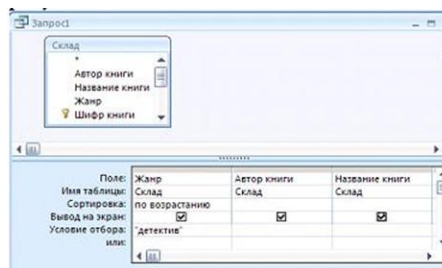 Запрос1
Склад
*
Автор книги
Название книги
Жанр
Шифр книги
Поле: Жанр Автор книги Название книги
Имя таблицы: Склад Склад Склад
Сортировка: по возрастанию
Вывод на экран:
Условие отбора: "детектив"
или: